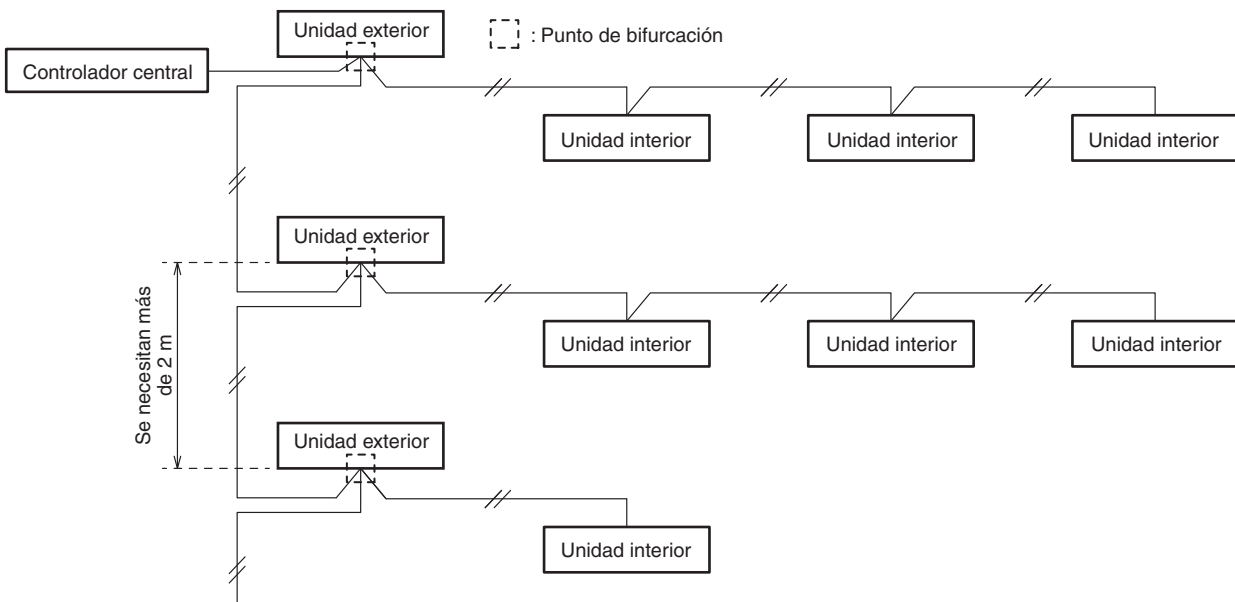 Unidad exterior
: Punto de bifurcación
Controlador central
Unidad interior
Unidad interior
Unidad interior
Unidad exterior
Se necesitan más
de 2 m
Unidad interior
Unidad interior
Unidad interior
Unidad exterior
Unidad interior